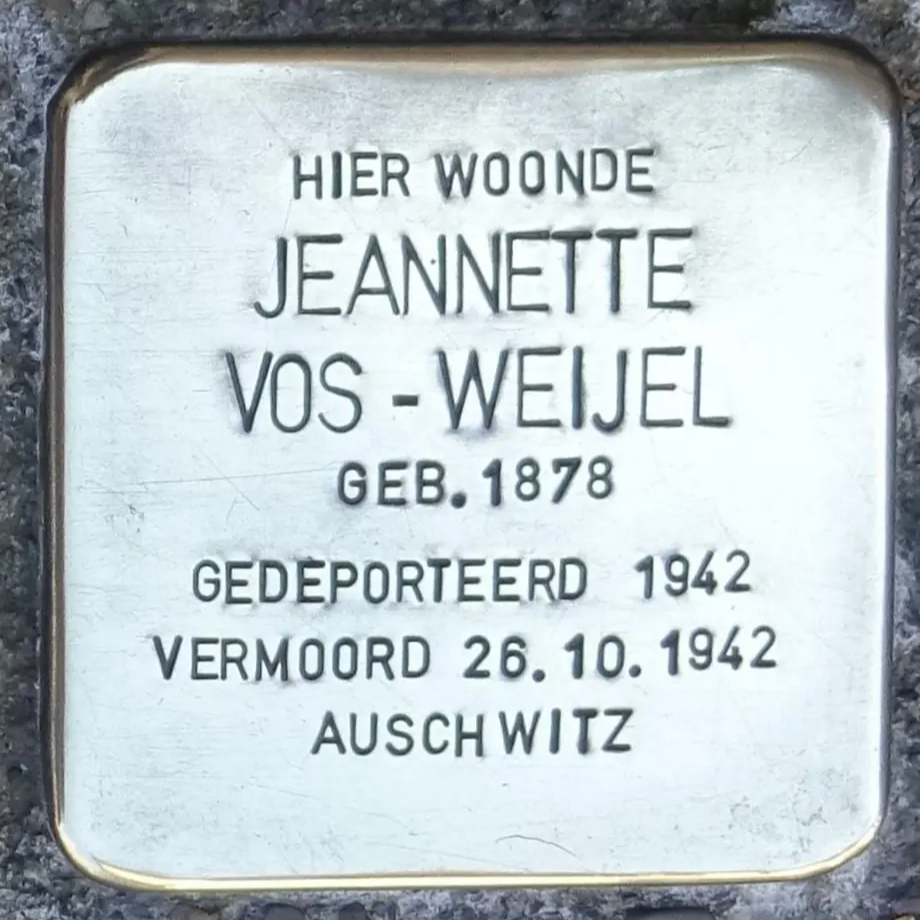 HIER WOONDE
JEANNETTE
VOS - WEIJEL
GEB. 1878
GEDEPORTEERD 1942
VERMOORD 26.10.1942
AUSCHWITZ